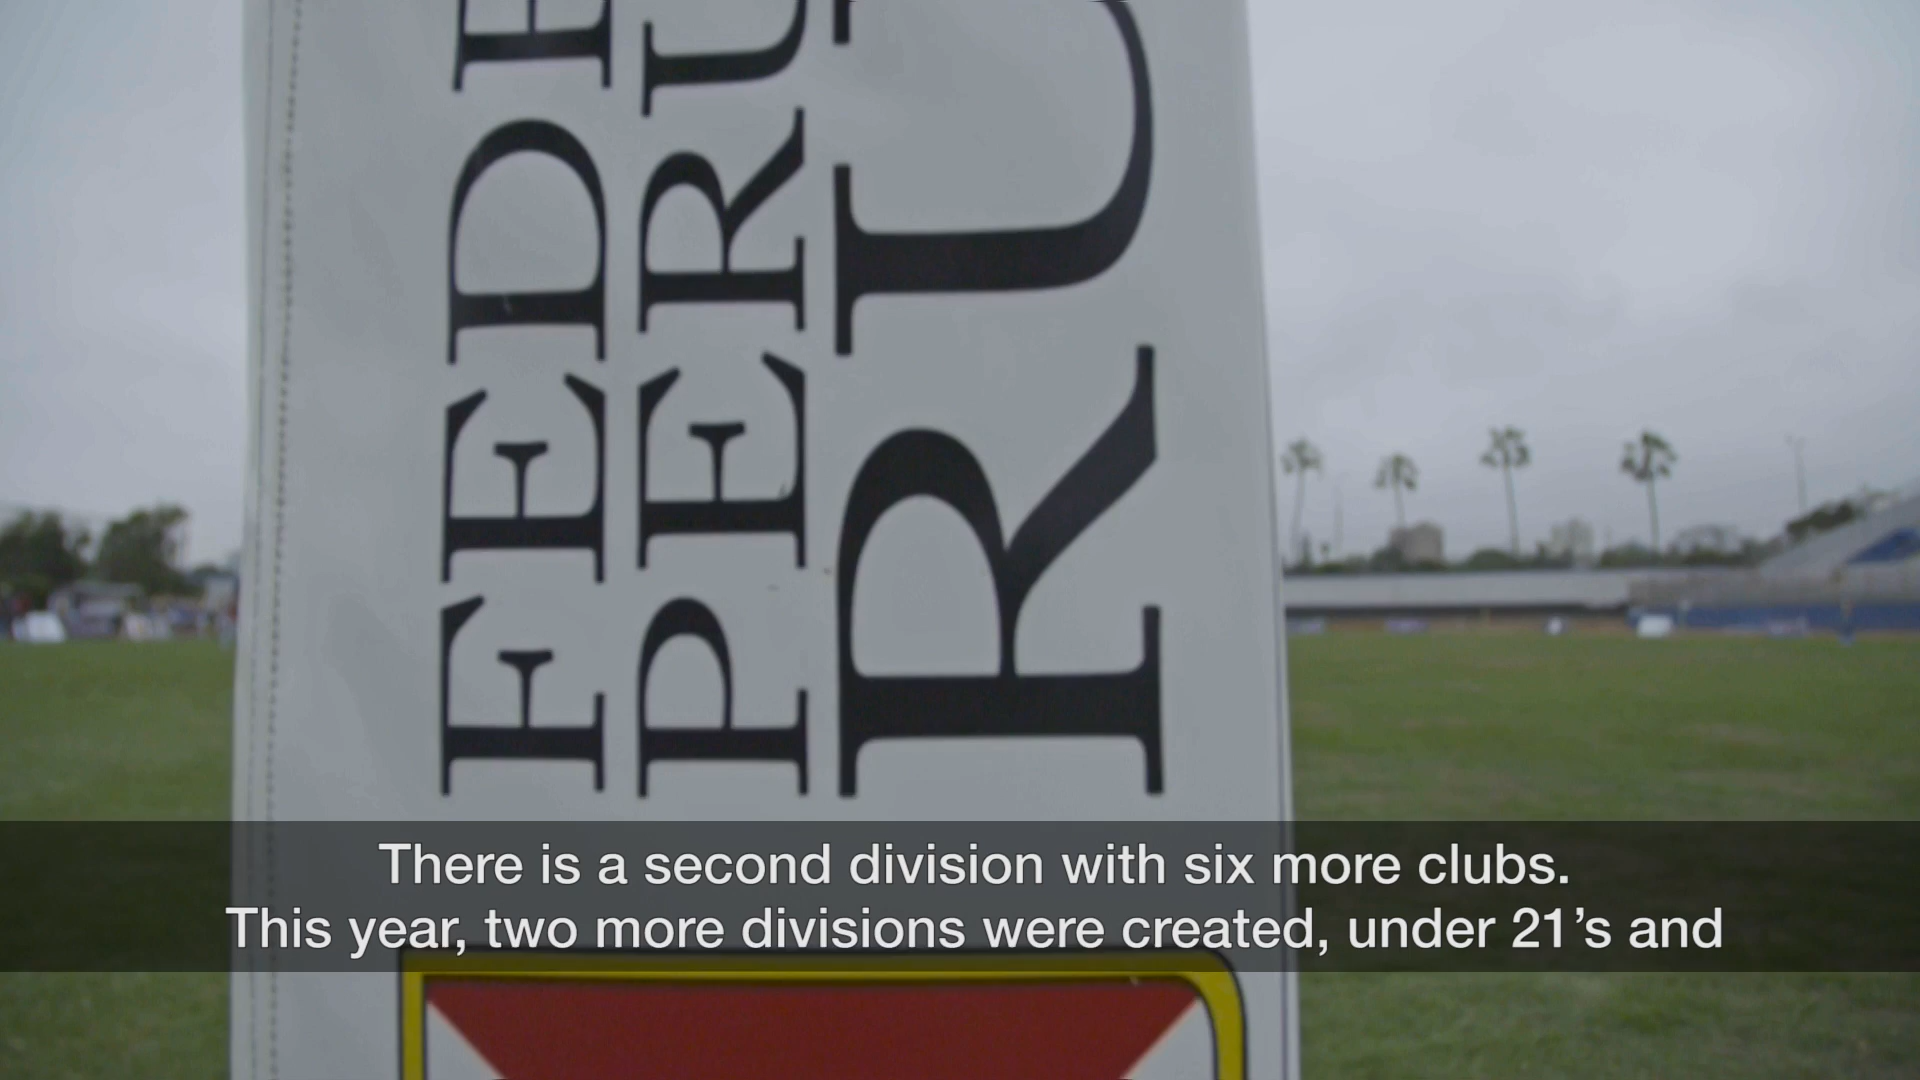 FEDE
PERU
RU
There is a second division with six more clubs.
This year, two more divisions were created, under 21’s and